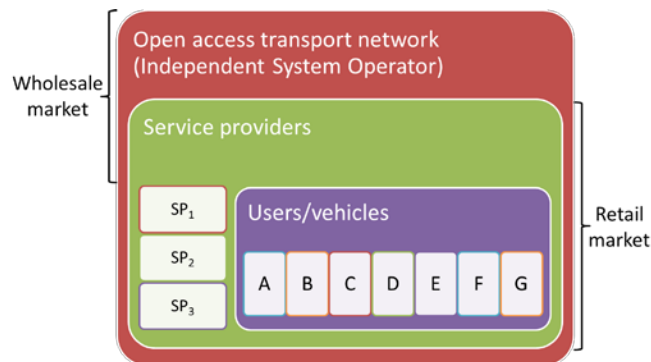 Open access transport network
(Independent System Operator)
Wholesale
market
Service providers
SP₁
SP₂
SP₃
Users/vehicles
A B C D E F G
Retail
market